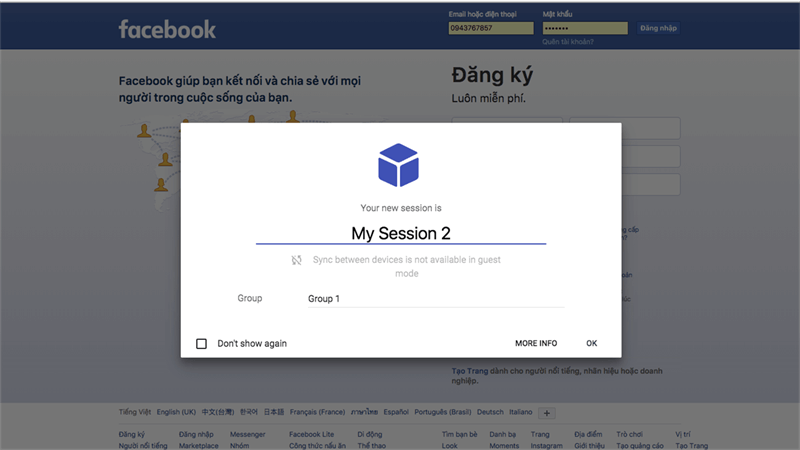 facebook
Email hoặc điện thoại
Mật khẩu
0943767857
•••••••
Đăng nhập
Quên tài khoản?
Facebook giúp bạn kết nối và chia sẻ với mọi
người trong cuộc sống của bạn.
Đăng ký
Luôn miễn phí.
Your new session is
My Session 2
Sync between devices is not available in guest
mode
Group
Group 1
Don't show again
MORE INFO
OK
Tạo Trang dành cho người nổi tiếng, nhãn hiệu hoặc doanh
nghiệp.
Tiếng Việt English (UK) 中文(台灣) 한국어 日本語 Français (France) ภาษาไทย Español Português (Brasil) Deutsch Italiano +
Đăng ký Đăng nhập Messenger Facebook Lite Di động Tìm bạn bè Danh bạ Trang Địa điểm Trò chơi Vị trí
Người nổi tiếng Marketplace Nhóm Công thức nấu ăn Thể thao Look Moments Instagram Giới thiệu Tạo quảng cáo Tạo Trang